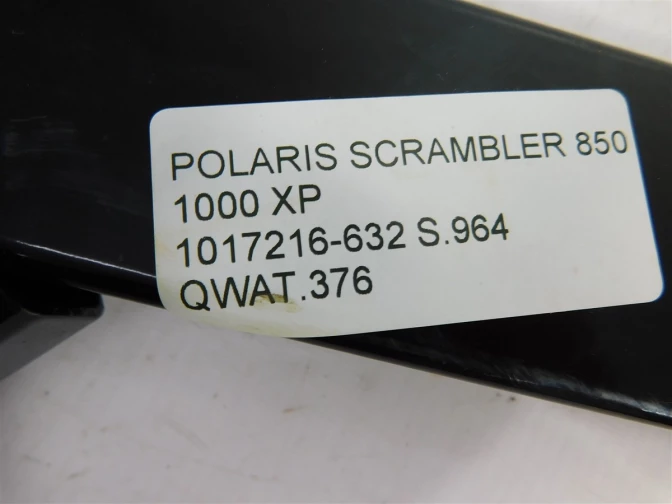 POLARIS SCRAMBLER 850
1000 XP
1017216-632 S.964
QWAT.376